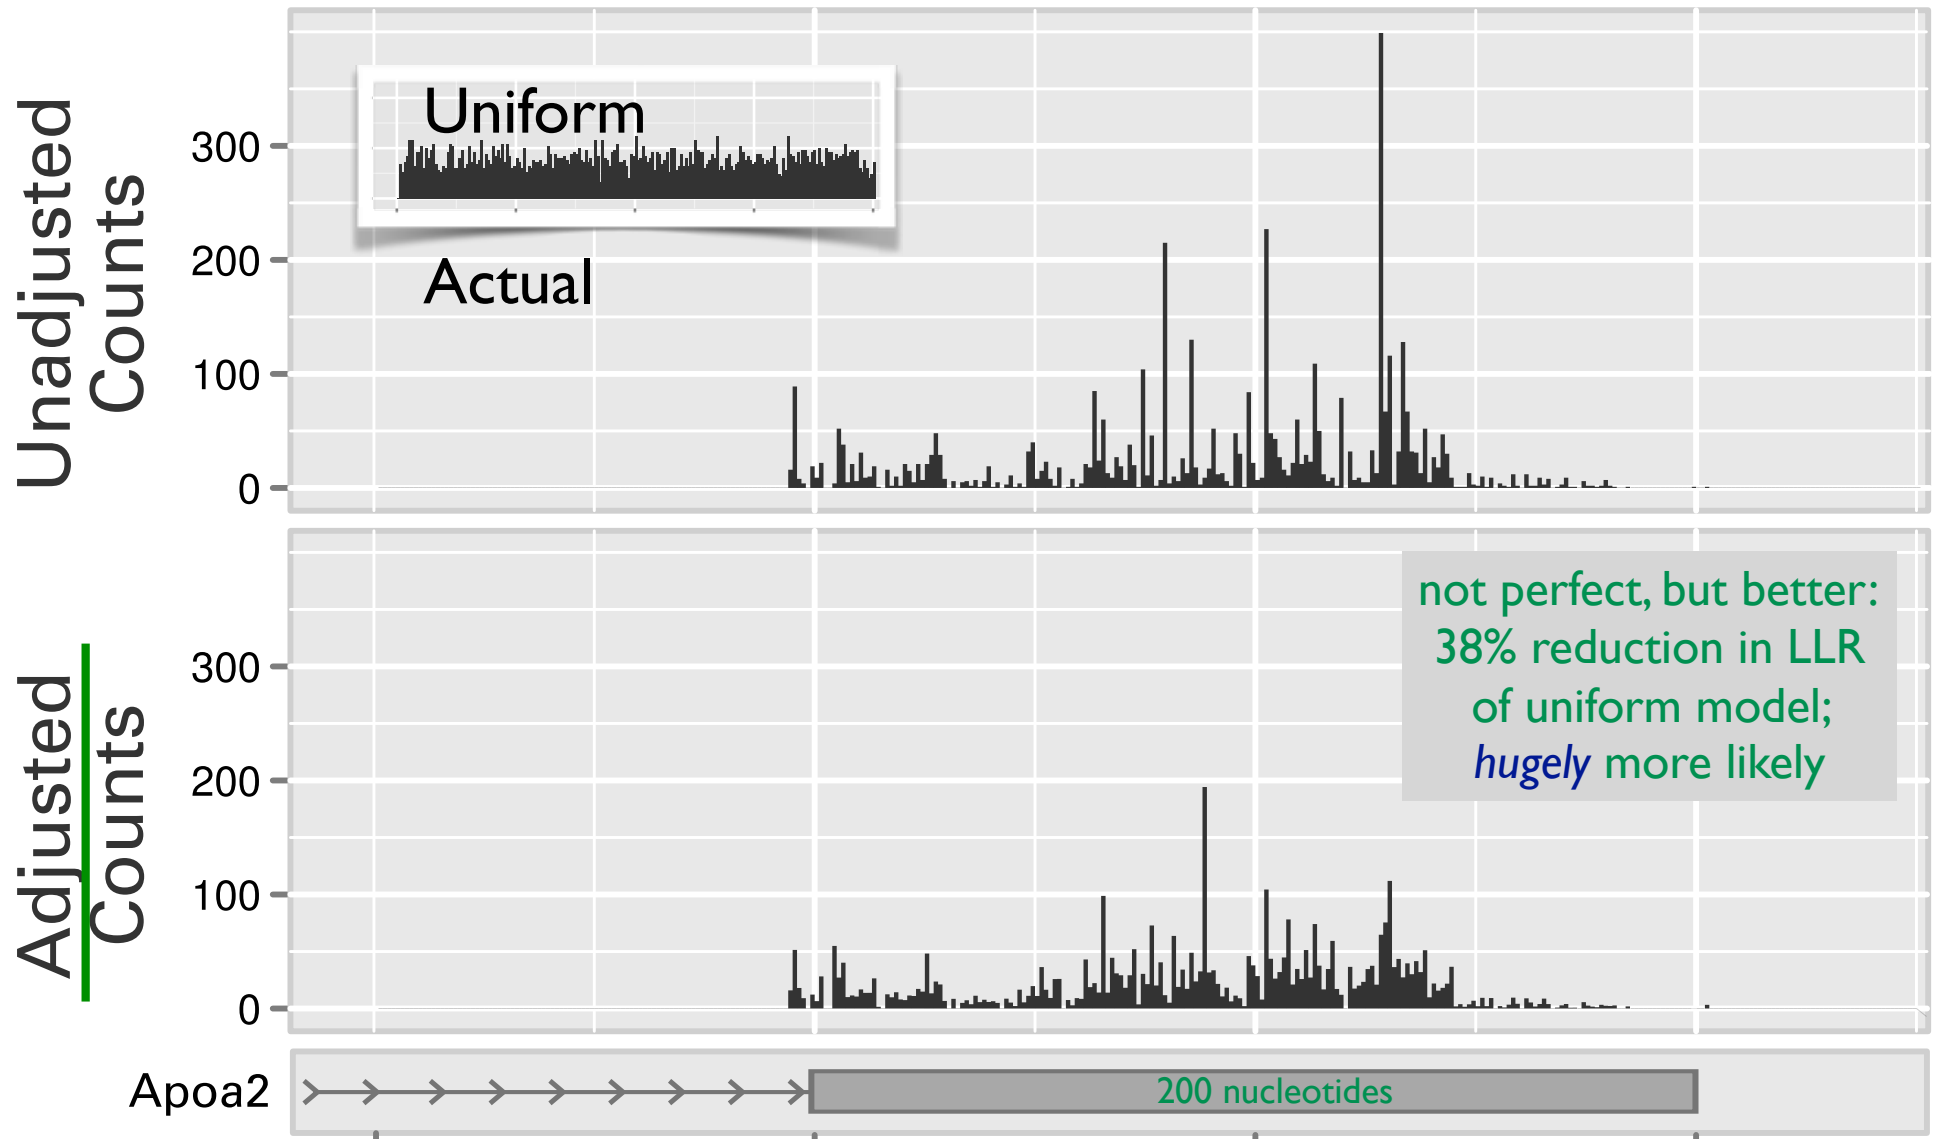 Unadjusted
Counts
300
200
100
0
Uniform
Actual
Adjusted
Counts
300
200
100
0
not perfect, but better:
38% reduction in LLR
of uniform model;
hugely more likely
Apoa2
200 nucleotides